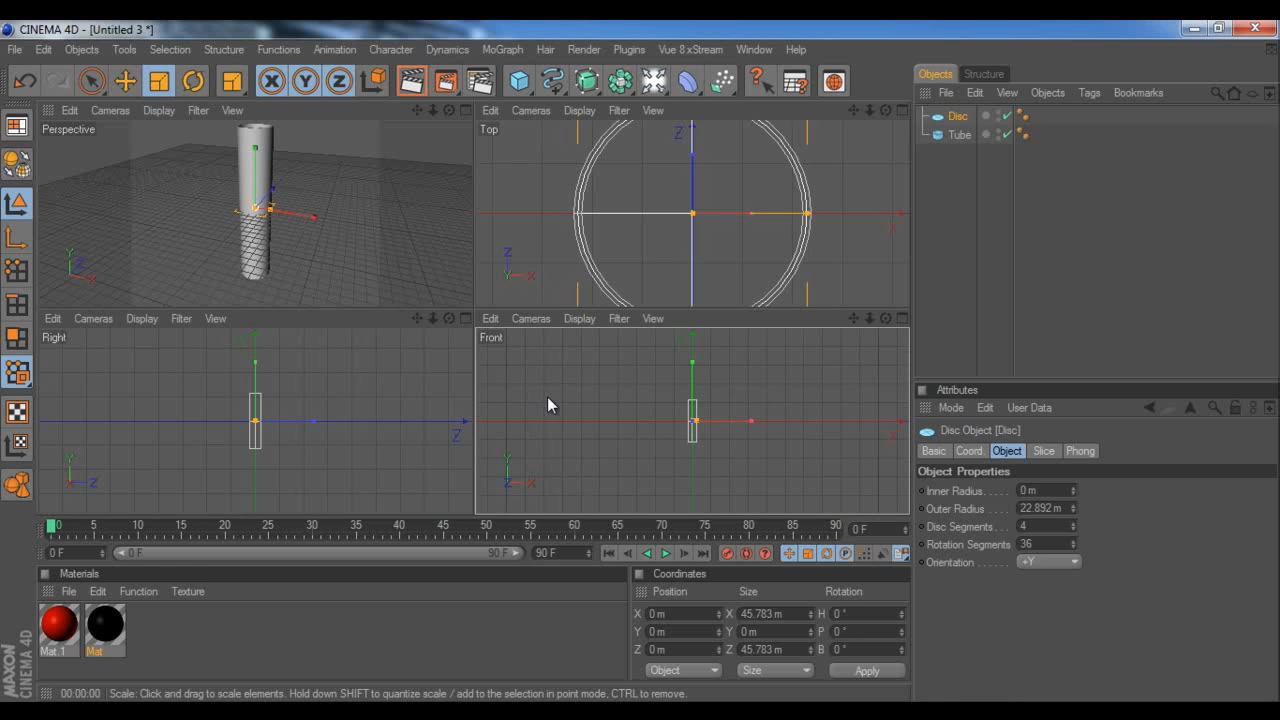 CINEMA 4D - [Untitled 3 *]
File Edit Objects Tools Selection Structure Functions Animation Character Dynamics MoGraph Hair Render Plugins Vue 8 xStream Window Help
Objects Structure
File Edit View Objects Tags Bookmarks
Disc
Tube
Edit Cameras Display Filter View
Perspective
Y
Z
X
Edit Cameras Display Filter View
Top
Z
X
Z
Y X
Edit Cameras Display Filter View
Right
Y
Z
Y
X Z
Edit Cameras Display Filter View
Front
Y
X
Y
Z X
Attributes
Mode Edit User Data
Disc Object [Disc]
Basic Coord. Object Slice Phong
Object Properties
Inner Radius..... 0 m
Outer Radius.... 22.892 m
Disc Segments... 4
Rotation Segments 36
Orientation...... +Y
0 5 10 15 20 25 30 35 40 45 50 55 60 65 70 75 80 85 90 0 F
0 F 0 F 90 F 90 F
Materials
File Edit Function Texture
Mat.1 Mat
Coordinates
Position Size Rotation
X 0 m X 45.783 m H 0 °
Y 0 m Y 0 m P 0 °
Z 0 m Z 45.783 m B 0 °
Object Size Apply
MAXON
CINEMA 4D
00:00:00 Scale: Click and drag to scale elements. Hold down SHIFT to quantize scale / add to the selection in point mode, CTRL to remove.